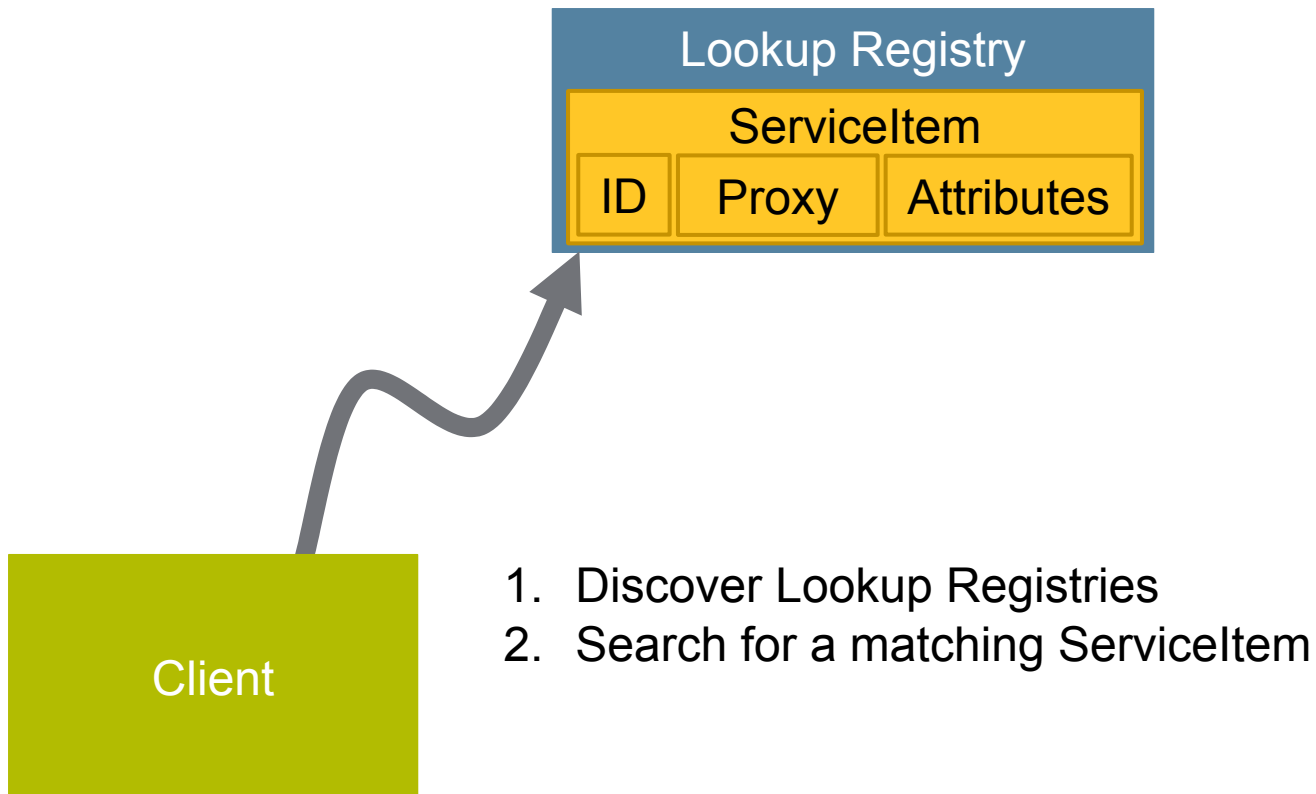 Lookup Registry
ServiceItem
ID Proxy Attributes
1. Discover Lookup Registries
2. Search for a matching ServiceItem
Client